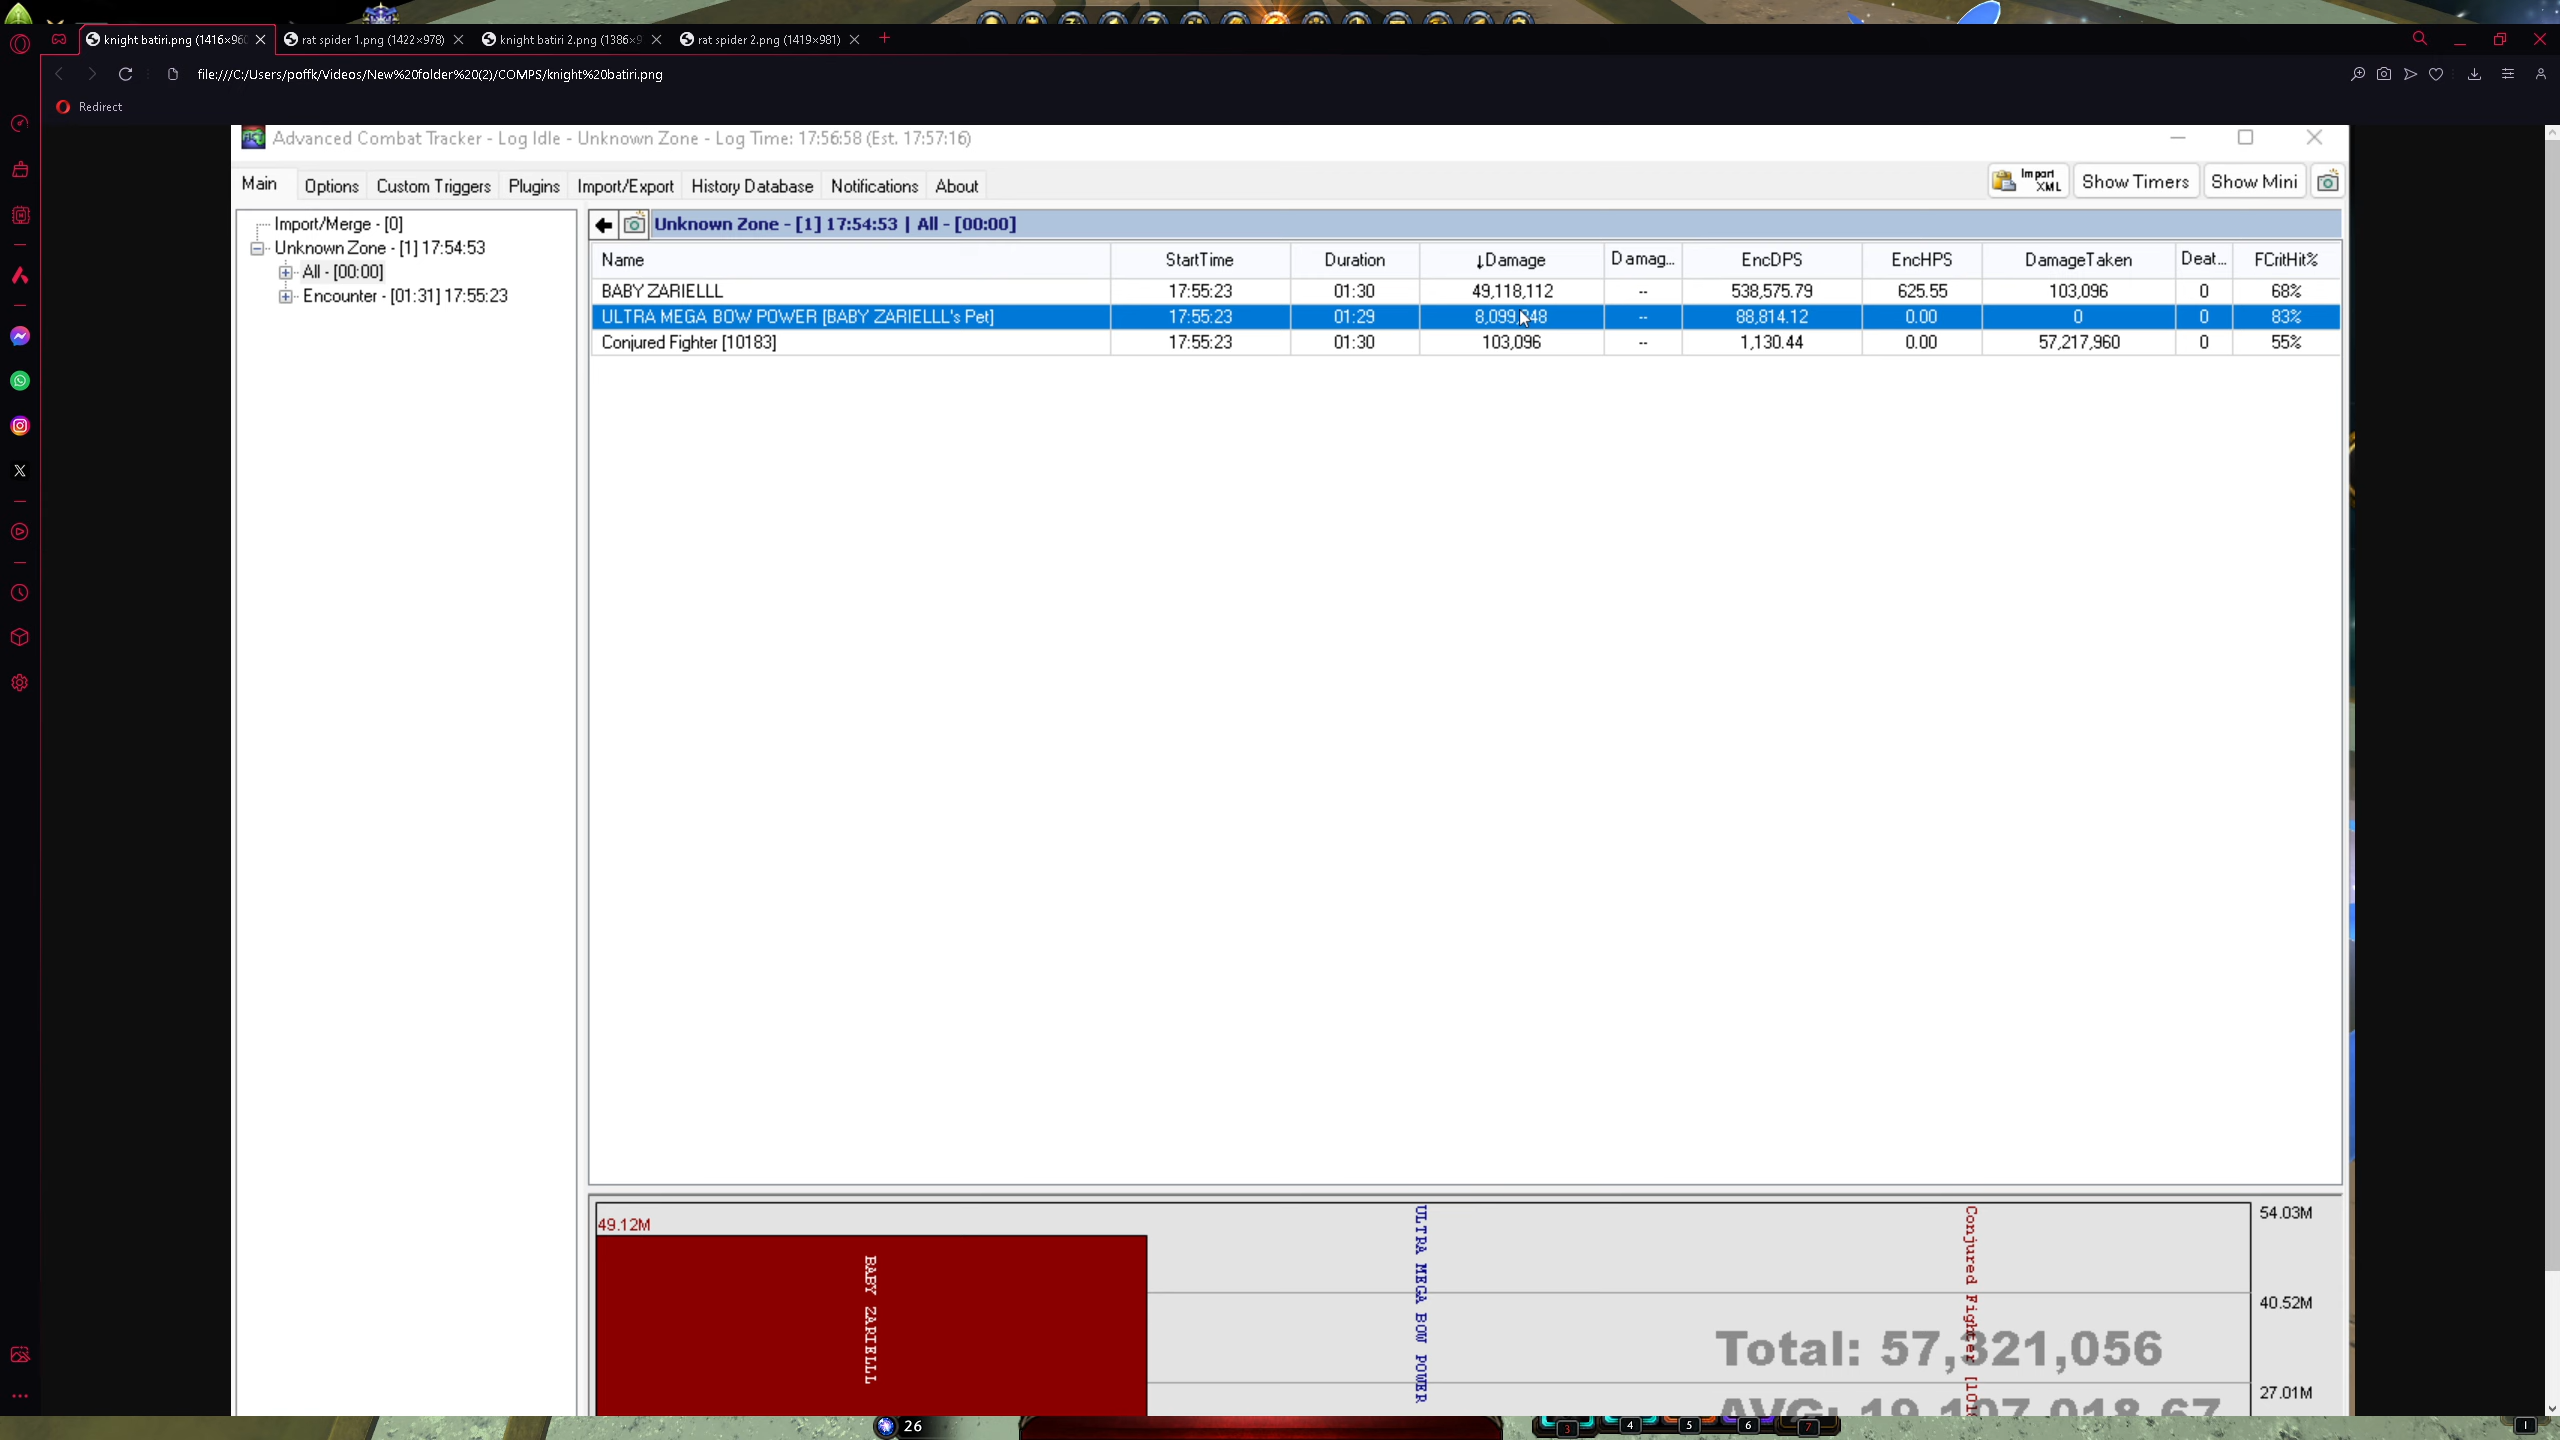 knight batiri.png (1416×96
rat spider 1.png (1422×978)
knight batiri 2.png (1386×9
rat spider 2.png (1419×981)
file:///C:/Users/poffk/Videos/New%20folder%20(2)/COMPS/knight%20batiri.png
Redirect
Advanced Combat Tracker - Log Idle - Unknown Zone - Log Time: 17:56:58 (Est. 17:57:16)
Main Options Custom Triggers Plugins Import/Export History Database Notifications About
Import XML Show Timers Show Mini
Import/Merge - [0]
Unknown Zone - [1] 17:54:53
All - [00:00]
Encounter - [01:31] 17:55:23
Unknown Zone - [1] 17:54:53 | All - [00:00]
Name StartTime Duration ↓Damage Damag... EncDPS EncHPS DamageTaken Deat... FCritHit%
BABY ZARIELLL 17:55:23 01:30 49,118,112 -- 538,575.79 625.55 103,096 0 68%
ULTRA MEGA BOW POWER [BABY ZARIELLL's Pet] 17:55:23 01:29 -- 88,814.12 0.00 0 0 83%
Conjured Fighter [10183] 17:55:23 01:30 103,096 -- 1,130.44 0.00 57,217,960 0 55%
49.12M
BABY ZARIELLL
ULTRA MEGA BOW POWER
Conjured Fighter
54.03M
40.52M
27.01M
Total: 57,321,056
26
3 4 5 6 7